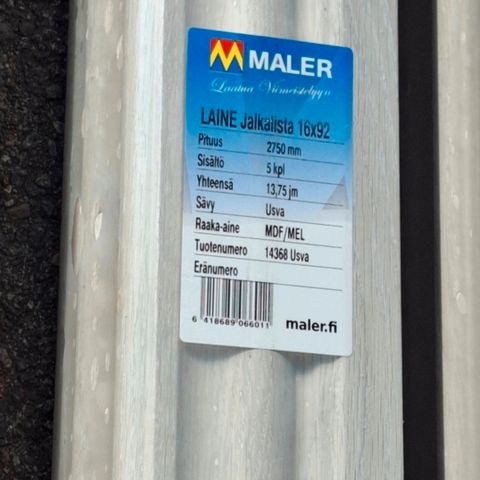 MALER
Laatua Viimeistelyyn
LAINE Jalkalista 16x92
Pituus 2750 mm
Sisältö 5 kpl
Yhteensä 13,75 jm
Sävy Usva
Raaka-aine MDF/MEL
Tuotenumero 14368 Usva
Eränumero
6 418689 066011
maler.fi